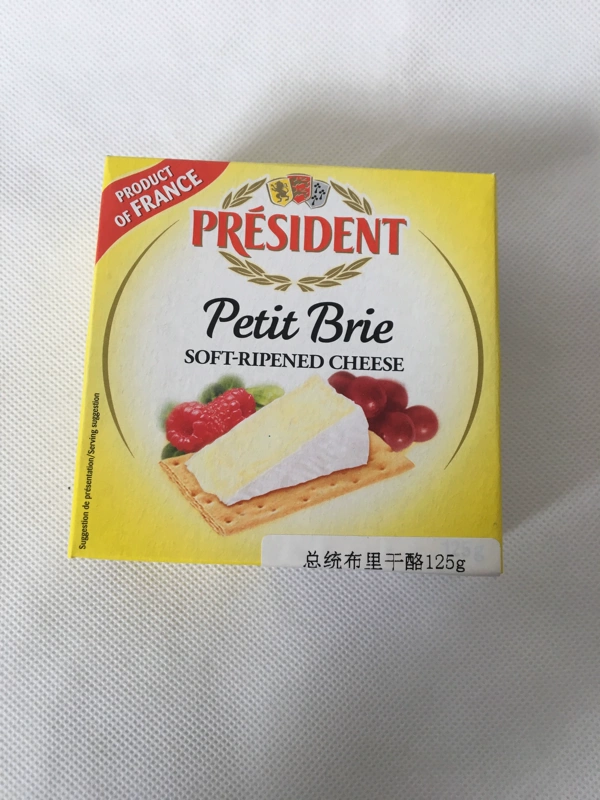 PRODUCT
OF FRANCE
PRÉSIDENT
Petit Brie
SOFT-RIPENED CHEESE
Suggestion de présentation/Serving suggestion
总统布里干酪125g